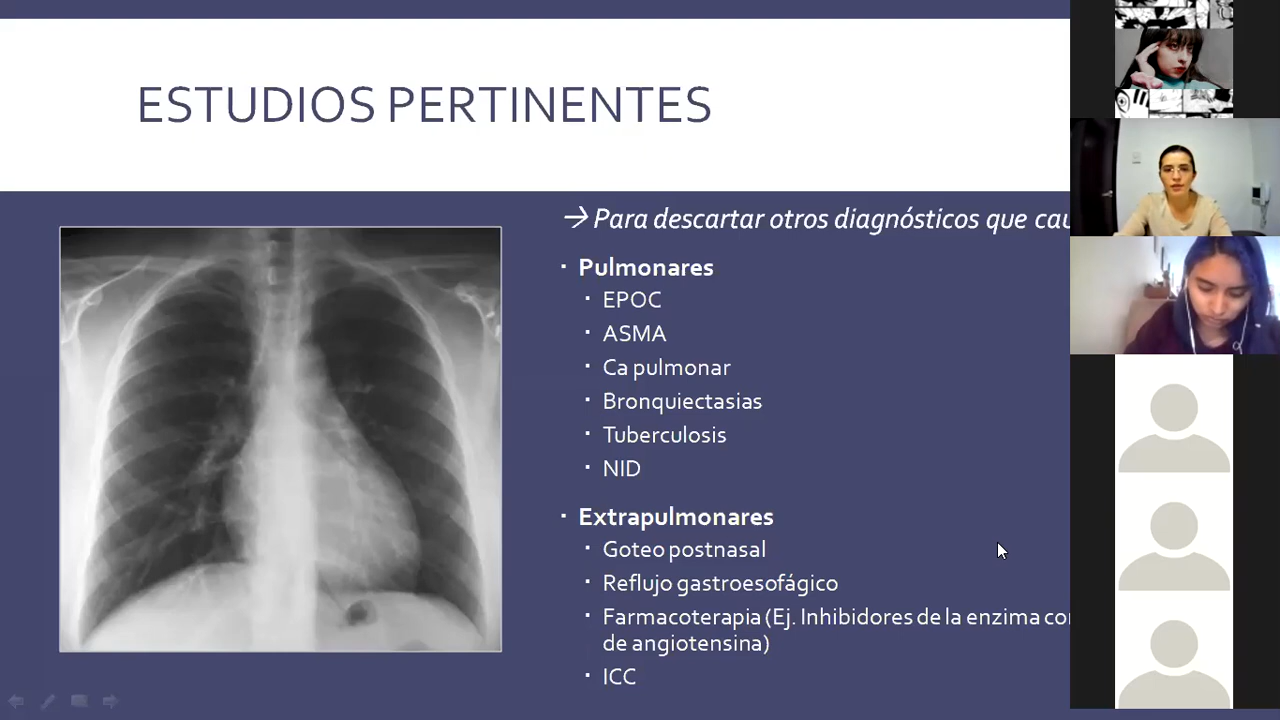 ESTUDIOS PERTINENTES
→ Para descartar otros diagnósticos que cau
Pulmonares
EPOC
ASMA
Ca pulmonar
Bronquiectasias
Tuberculosis
NID
Extrapulmonares
Goteo postnasal
Reflujo gastroesofágico
Farmacoterapia (Ej. Inhibidores de la enzima co
de angiotensina)
ICC